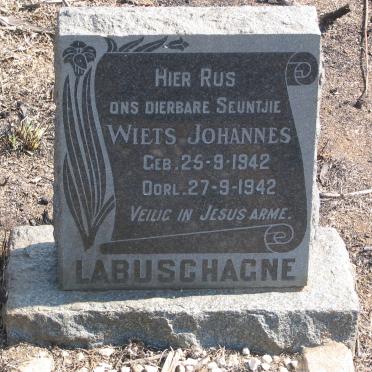 HIER RUS
ONS DIERBARE SEUNTJIE
WIETS JOHANNES
GEB. 25-9-1942
OORL. 27-9-1942
VEILIG IN JESUS ARME.
LABUSCHAGNE